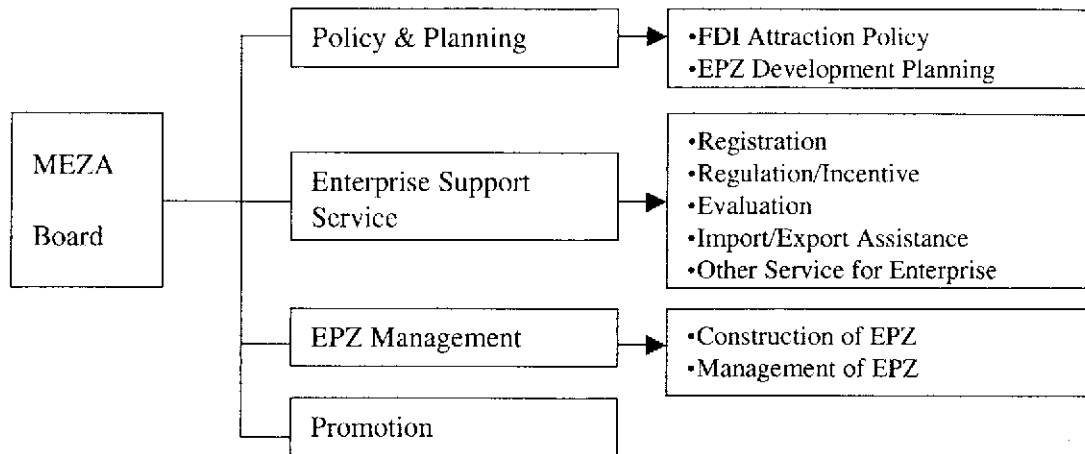 MEZA
Board
Policy & Planning
•FDI Attraction Policy
•EPZ Development Planning
Enterprise Support
Service
•Registration
•Regulation/Incentive
•Evaluation
•Import/Export Assistance
•Other Service for Enterprise
EPZ Management
•Construction of EPZ
•Management of EPZ
Promotion